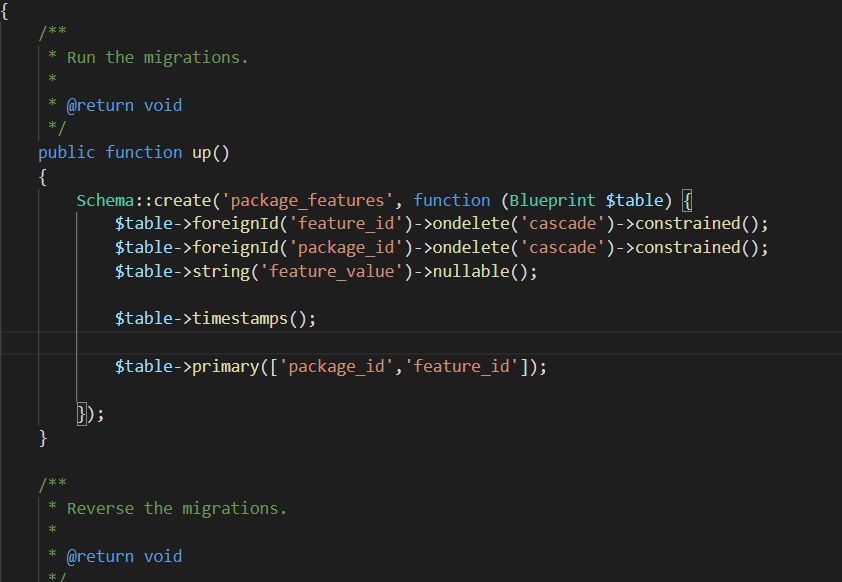 {
/**
* Run the migrations.
*
* @return void
*/
public function up()
{
Schema::create('package_features', function (Blueprint $table) {
$table->foreignId('feature_id')->ondelete('cascade')->constrained();
$table->foreignId('package_id')->ondelete('cascade')->constrained();
$table->string('feature_value')->nullable();
$table->timestamps();
$table->primary(['package_id','feature_id']);
});
}
/**
* Reverse the migrations.
*
* @return void
*/